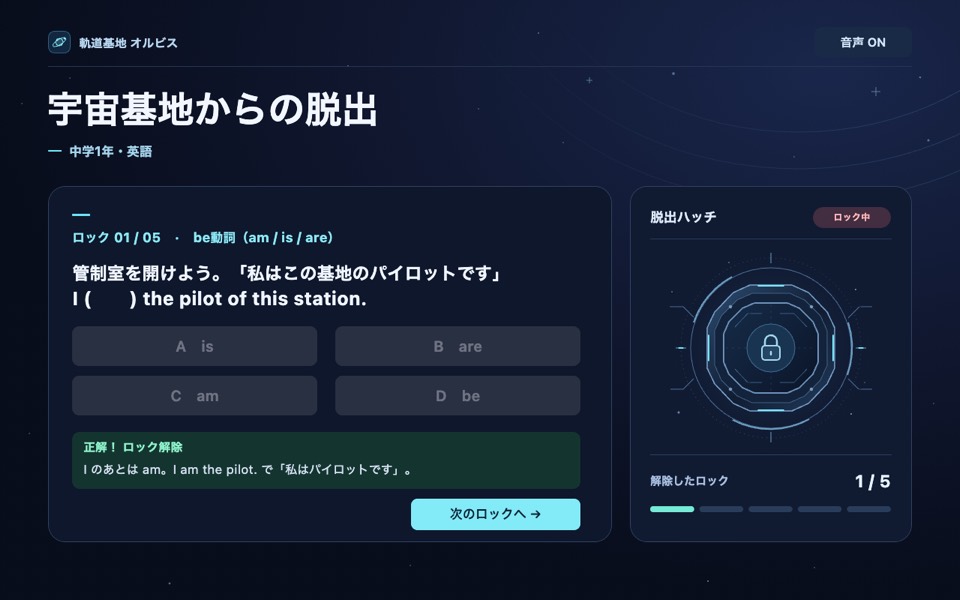 軌道基地 オルビス
音声 ON
宇宙基地からの脱出
中学1年・英語
ロック 01 / 05 ・ be動詞（am / is / are）
管制室を開けよう。「私はこの基地のパイロットです」
I (　　) the pilot of this station.
A is
B are
C am
D be
正解！ ロック解除
I のあとは am。I am the pilot. で「私はパイロットです」。
次のロックへ →
脱出ハッチ
ロック中
解除したロック
1 / 5